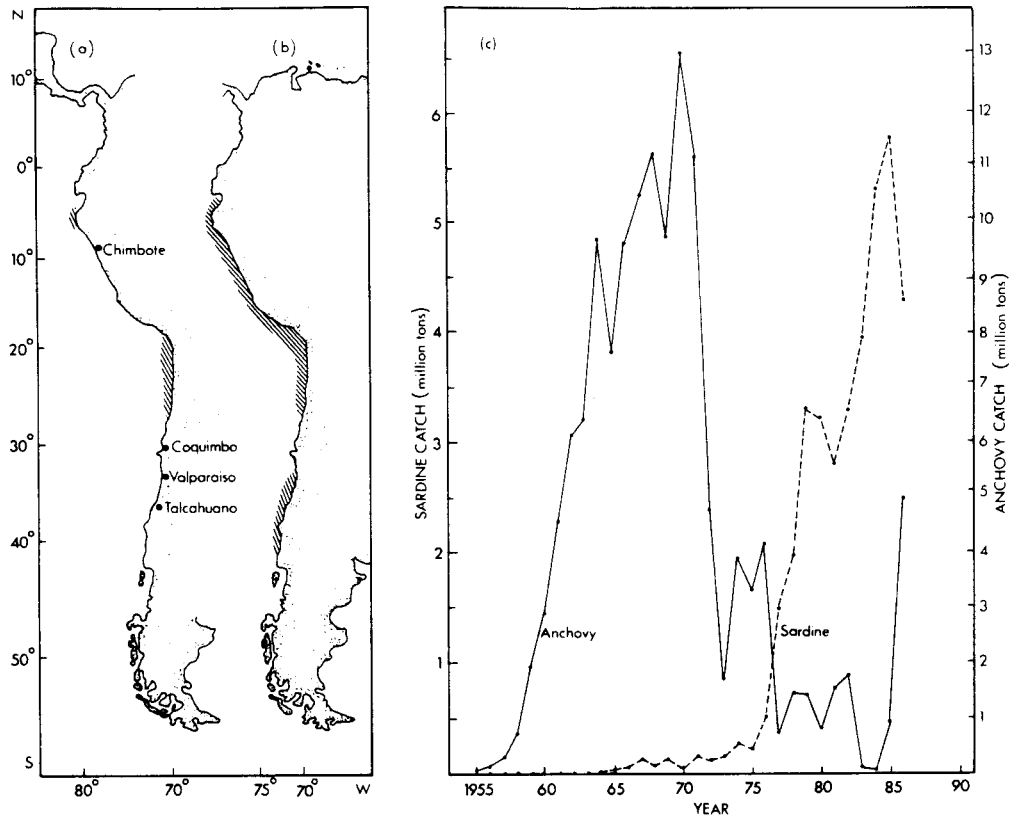 N
(a)
(b)
10°
0°
10°
20°
30°
40°
50°
S
Chimbote
Coquimbo
Valparaiso
Talcahuano
80°
70°
75°
70°
W
(c)
SARDINE CATCH (million tons)
6
5
4
3
2
1
Anchovy
Sardine
13
12
11
10
9
8
7
6
5
4
3
2
1
ANCHOVY CATCH (million tons)
1955
60
65
70
75
80
85
90
YEAR